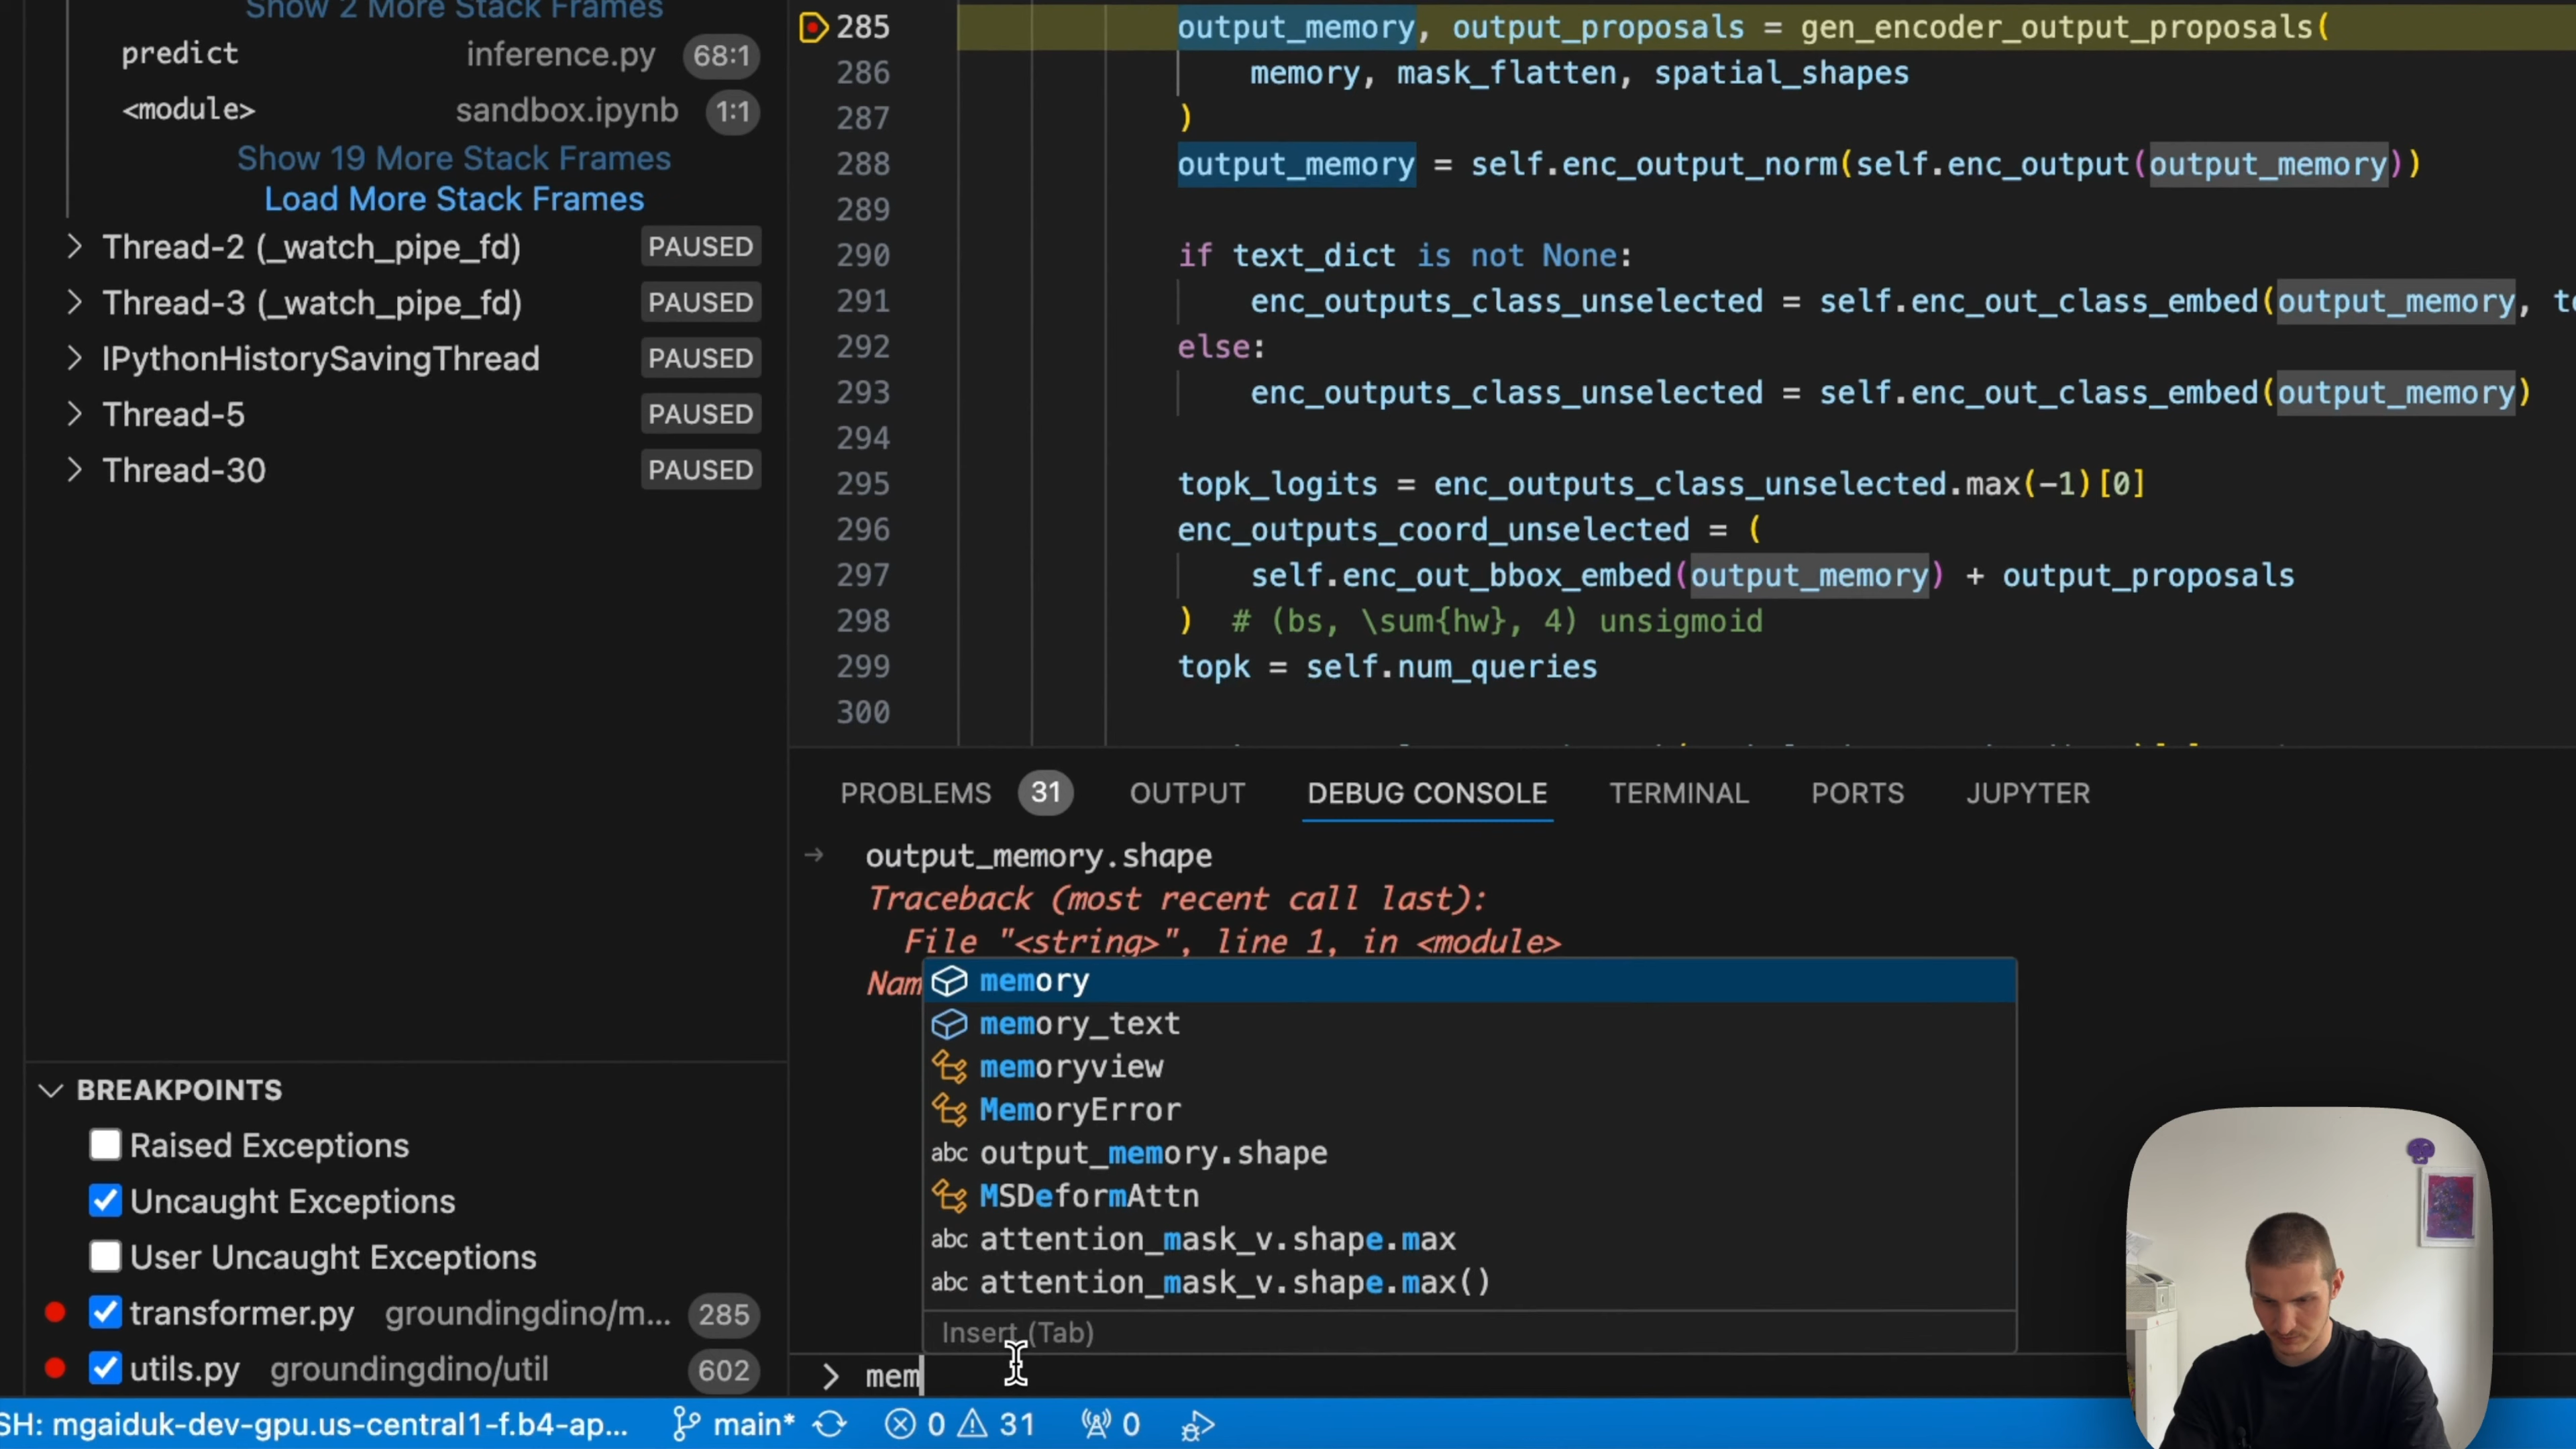 Show 2 More Stack Frames
predict inference.py 68:1
<module> sandbox.ipynb 1:1
Show 19 More Stack Frames
Load More Stack Frames
Thread-2 (_watch_pipe_fd) PAUSED
Thread-3 (_watch_pipe_fd) PAUSED
IPythonHistorySavingThread PAUSED
Thread-5 PAUSED
Thread-30 PAUSED
BREAKPOINTS
Raised Exceptions
Uncaught Exceptions
User Uncaught Exceptions
transformer.py groundingdino/m... 285
utils.py groundingdino/util 602
285 output_memory, output_proposals = gen_encoder_output_proposals(
286 memory, mask_flatten, spatial_shapes
287 )
288 output_memory = self.enc_output_norm(self.enc_output(output_memory))
289
290 if text_dict is not None:
291 enc_outputs_class_unselected = self.enc_out_class_embed(output_memory, t
292 else:
293 enc_outputs_class_unselected = self.enc_out_class_embed(output_memory)
294
295 topk_logits = enc_outputs_class_unselected.max(-1)[0]
296 enc_outputs_coord_unselected = (
297 self.enc_out_bbox_embed(output_memory) + output_proposals
298 ) # (bs, \sum{hw}, 4) unsigmoid
299 topk = self.num_queries
300
PROBLEMS 31 OUTPUT DEBUG CONSOLE TERMINAL PORTS JUPYTER
→ output_memory.shape
Traceback (most recent call last):
File "<string>", line 1, in <module>
Nam
memory
memory_text
memoryview
MemoryError
abc output_memory.shape
MSDeformAttn
abc attention_mask_v.shape.max
abc attention_mask_v.shape.max()
Insert (Tab)
> mem
SH: mgaiduk-dev-gpu.us-central1-f.b4-ap... main* 0 31 0